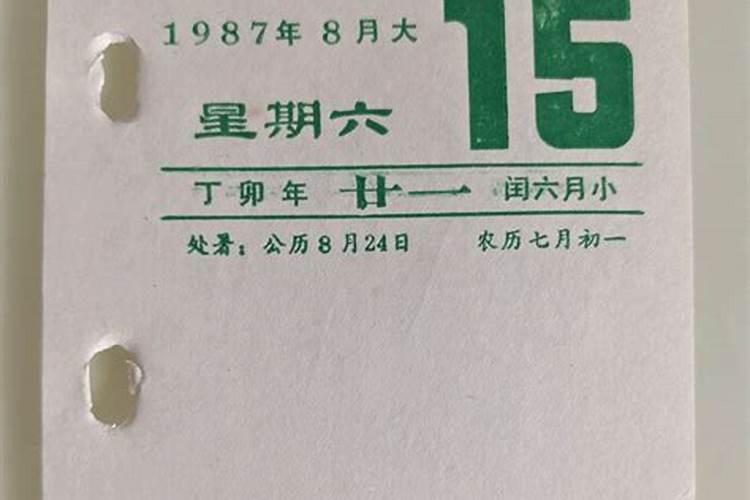 1987年 8月大 15
星期六
丁卯年 廿一 闰六月小
处暑：公历8月24日 农历七月初一